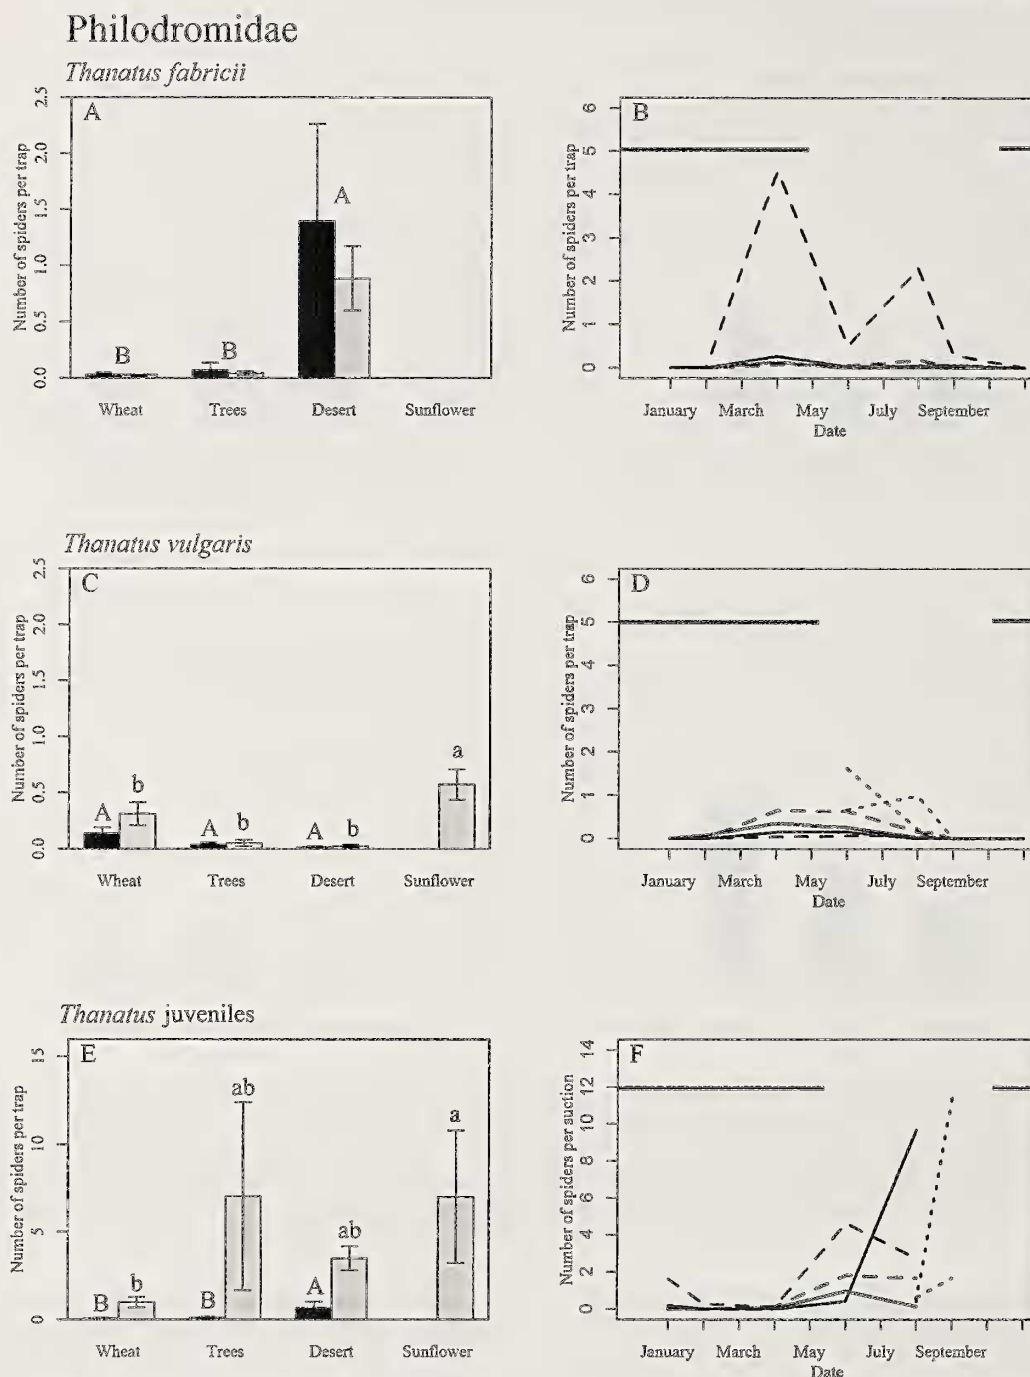 Philodromidae
Thanatus fabricii
A
Number of spiders per trap
0.0 0.5 1.0 1.5 2.0 2.5
B B A
Wheat Trees Desert Sunflower
B
Number of spiders per trap
0 1 2 3 4 5 6
January March May July September
Date
Thanatus vulgaris
C
Number of spiders per trap
0.0 0.5 1.0 1.5 2.0 2.5
A b A b A b a
Wheat Trees Desert Sunflower
D
Number of spiders per trap
0 1 2 3 4 5 6
January March May July September
Date
Thanatus juveniles
E
Number of spiders per trap
0 5 10 15
B b B ab A ab a
Wheat Trees Desert Sunflower
F
Number of spiders per suction
0 2 4 6 8 10 12 14
January March May July September
Date